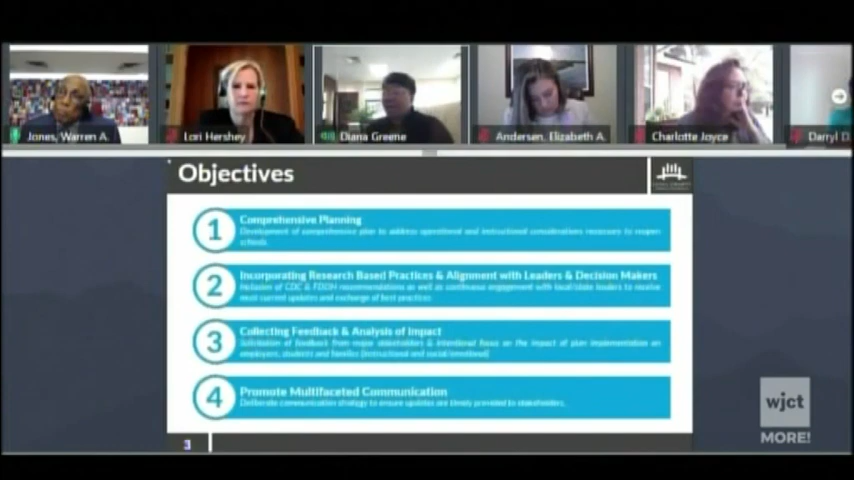 Jones, Warren A.
Lori Hershey
Diana Greene
Andersen, Elizabeth A.
Charlotte Joyce
Darryl D.
Objectives
1
Comprehensive Planning
Development of comprehensive plan to address operational and instructional considerations necessary to reopen
schools.
2
Incorporating Research Based Practices & Alignment with Leaders & Decision Makers
Inclusion of CDC & FDOH recommendations as well as continuous engagement with local/state leaders to receive
most current updates and exchange of best practices
3
Collecting Feedback & Analysis of Impact
Solicitation of feedback from major stakeholders & intentional focus on the impact of plan implementation on
employees, students and families (instructional and social/emotional)
4
Promote Multifaceted Communication
Deliberate communication strategy to ensure updates are timely provided to stakeholders.
3
wjct
MORE!